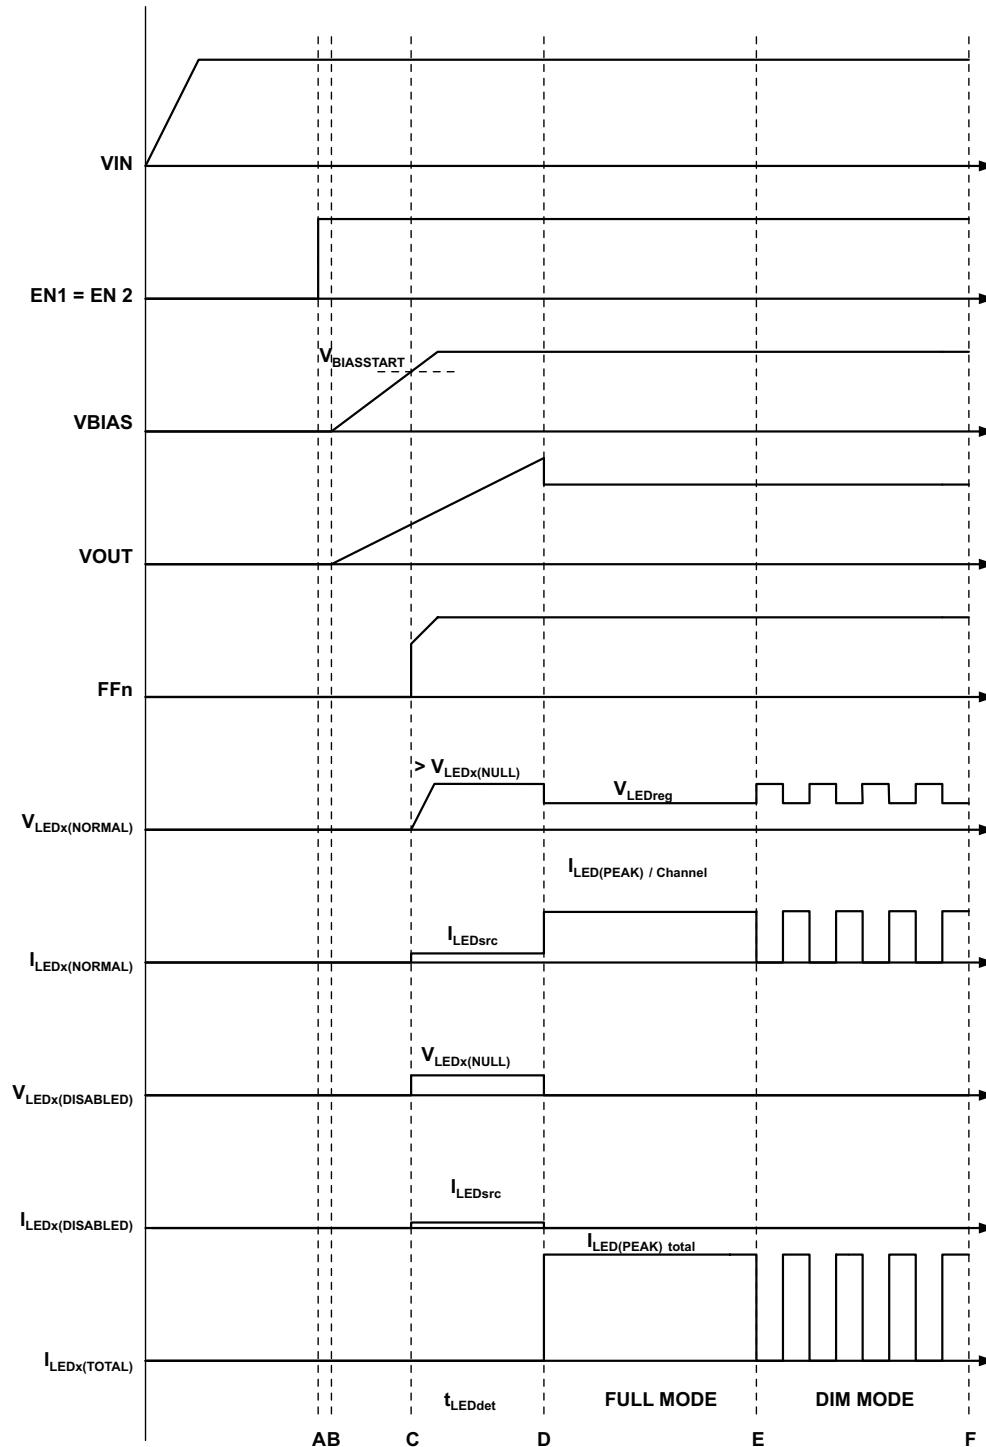 VIN
EN1 = EN 2
VBIASSTART
VBIAS
VOUT
FFn
> VLEDx(NULL)
VLEDreg
VLEDx(NORMAL)
ILED(PEAK) / Channel
ILEDsrc
ILEDx(NORMAL)
VLEDx(NULL)
VLEDx(DISABLED)
ILEDsrc
ILEDx(DISABLED)
ILED(PEAK) total
ILEDx(TOTAL)
tLEDdet FULL MODE DIM MODE
A B C D E F